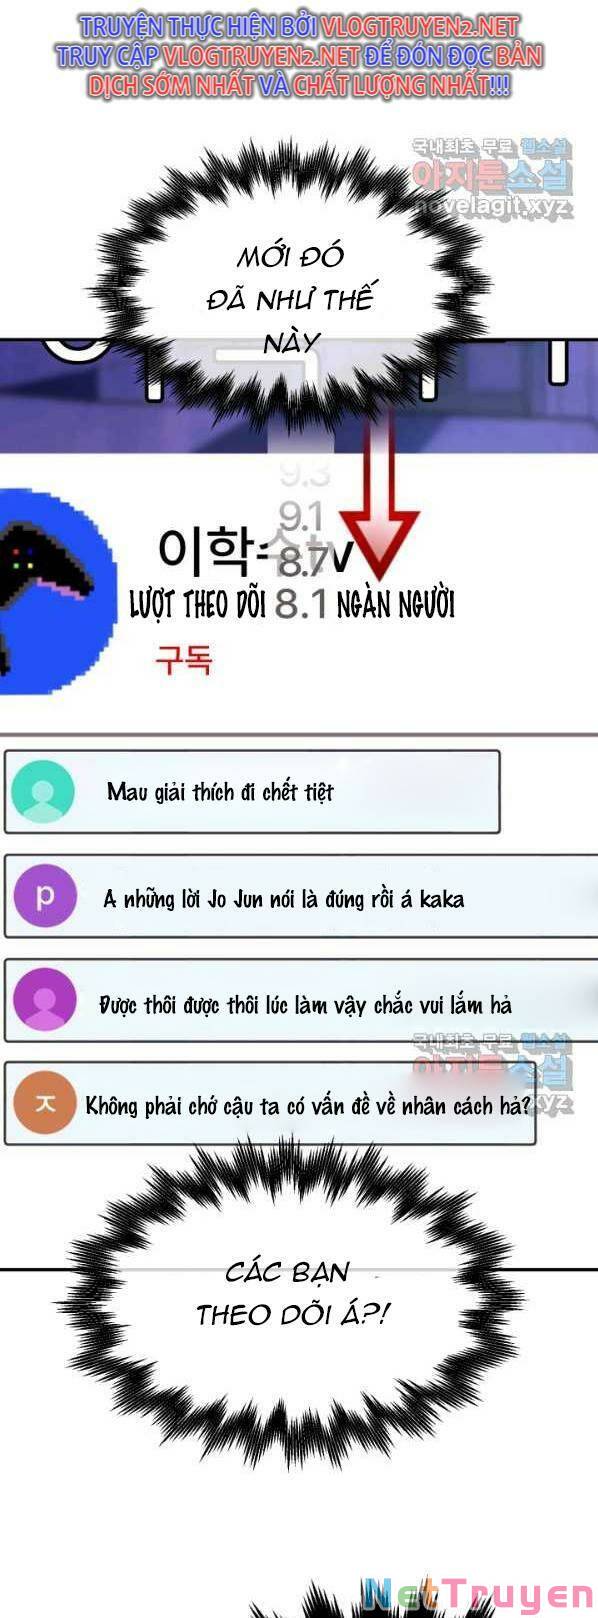 TRUYỆN THỰC HIỆN BỞI VLOGTRUYEN2.NET
TRUY CẬP VLOGTRUYEN2.NET ĐỂ ĐÓN ĐỌC BẢN
DỊCH SỚM NHẤT VÀ CHẤT LƯỢNG NHẤT!!!
국내최초 무료 웹소설
아지툰소설
novelagit.xyz
MỚI ĐÓ
ĐÃ NHƯ THẾ
NÀY
9.3
9.1
이학 tv
8.7
LƯỢT THEO DÕI 8.1 NGÀN NGƯỜI
구독
Mau giải thích đi chết tiệt
p
A những lời Jo Jun nói là đúng rồi á kaka
Được thôi được thôi lúc làm vậy chắc vui lắm hả
국내최초 무료 웹소설
아지툰소설
xyz
ㅈ
Không phải chớ cậu ta có vấn đề về nhân cách hả?
CÁC BẠN
THEO DÕI Á?!
NetTruyen